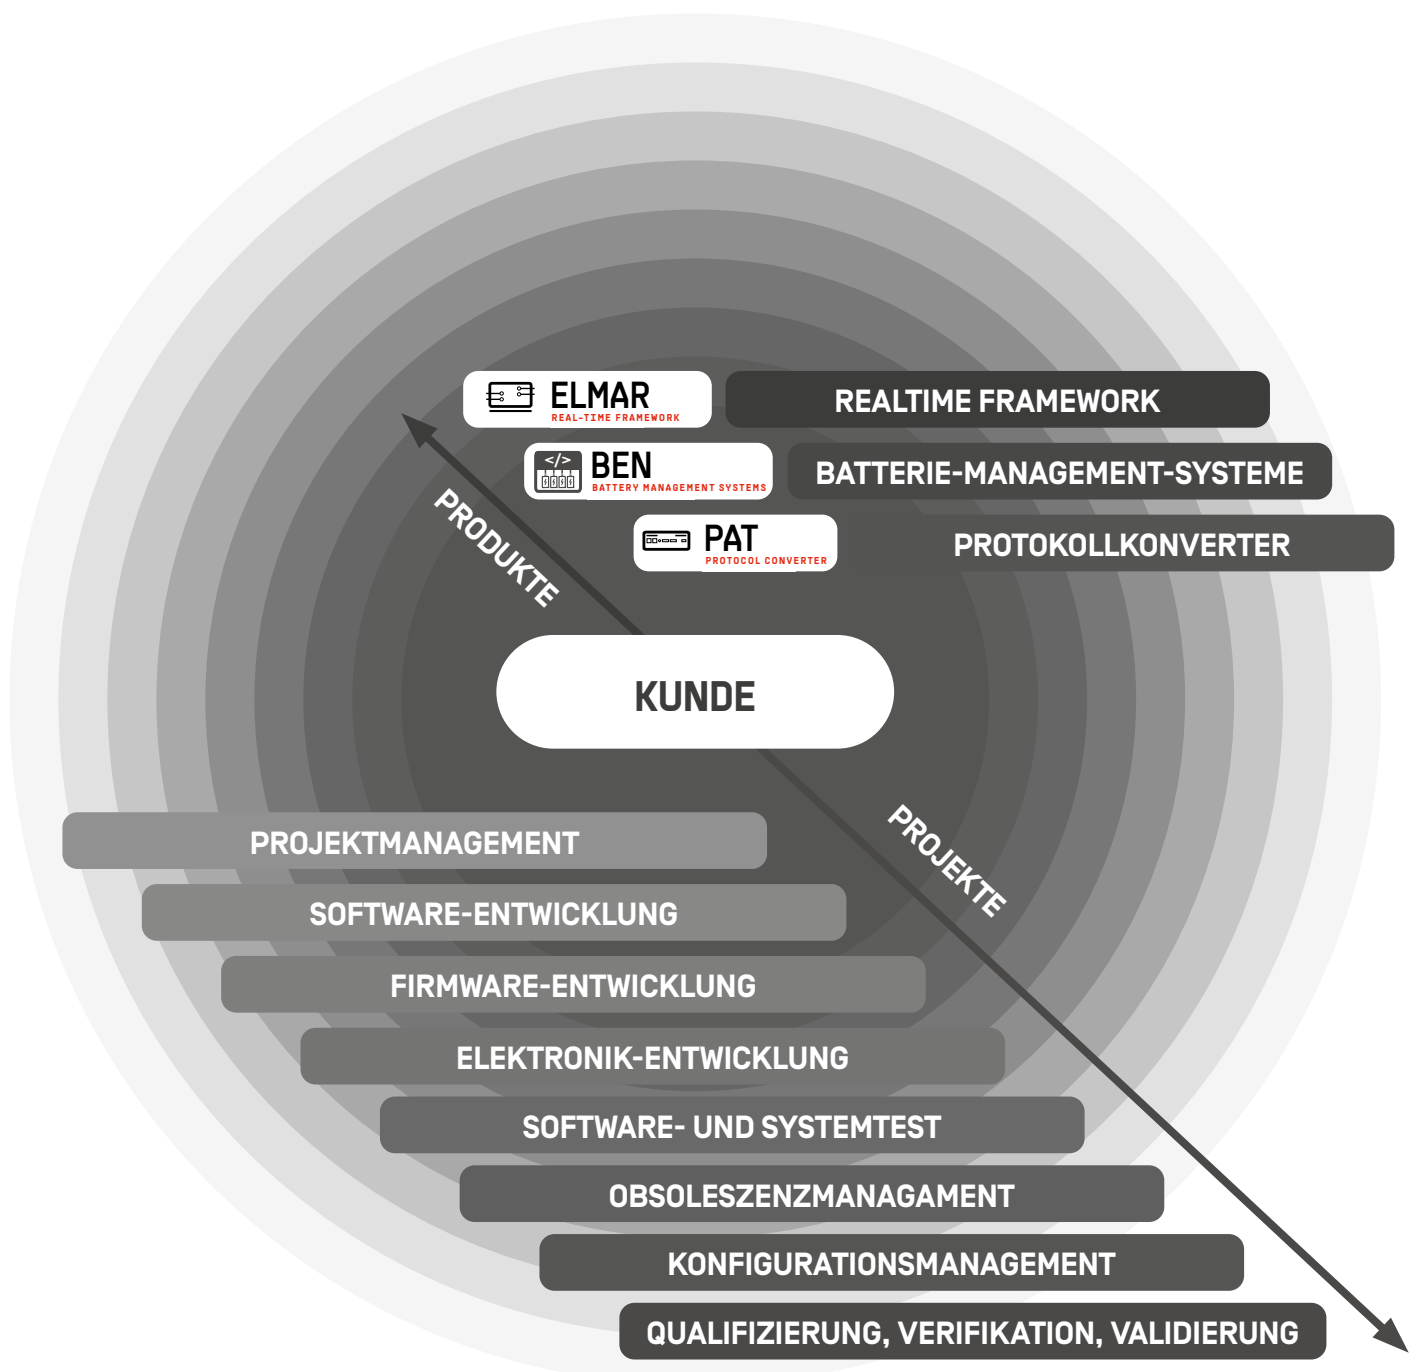 ELMAR
REAL-TIME FRAMEWORK
REALTIME FRAMEWORK
</>
BEN
BATTERY MANAGEMENT SYSTEMS
BATTERIE-MANAGEMENT-SYSTEME
PAT
PROTOCOL CONVERTER
PROTOKOLLKONVERTER
PRODUKTE
KUNDE
PROJEKTE
PROJEKTMANAGEMENT
SOFTWARE-ENTWICKLUNG
FIRMWARE-ENTWICKLUNG
ELEKTRONIK-ENTWICKLUNG
SOFTWARE- UND SYSTEMTEST
OBSOLESZENZMANAGAMENT
KONFIGURATIONSMANAGEMENT
QUALIFIZIERUNG, VERIFIKATION, VALIDIERUNG